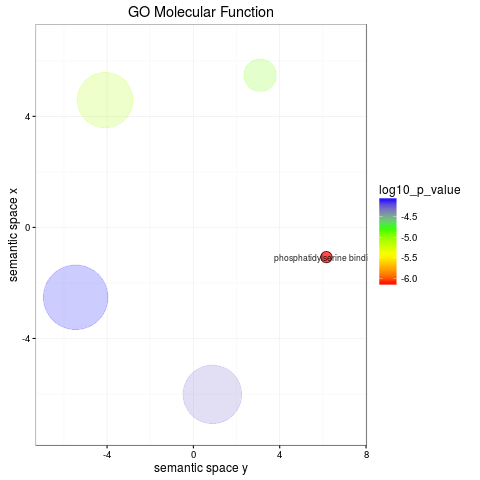 GO Molecular Function
semantic space x
4
0
-4
phosphatidylserine bindi
-4
0
4
8
semantic space y
log10_p_value
-4.5
-5.0
-5.5
-6.0